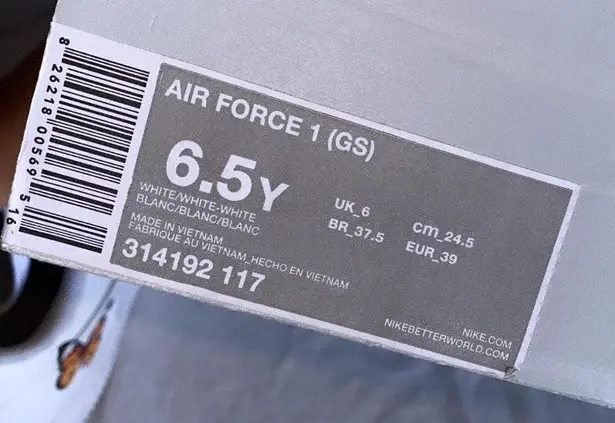 8 26218 00569 5 16
AIR FORCE 1 (GS)
6.5Y
WHITE/WHITE-WHITE
BLANC/BLANC/BLANC
UK_6
cm_24.5
BR_37.5
EUR_39
MADE IN VIETNAM
FABRIQUE AU VIETNAM_HECHO EN VIETNAM
314192 117
NIKE.COM
NIKEBETTERWORLD.COM